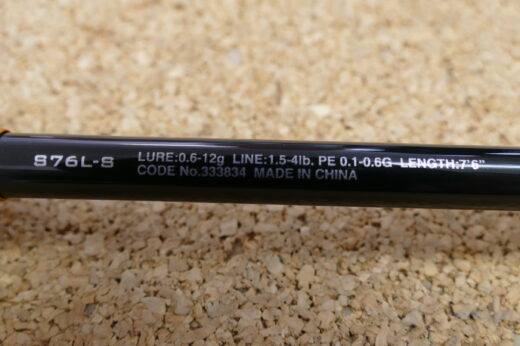 S76L-S LURE:0.6-12g LINE:1.5-4lb. PE 0.1-0.6G LENGTH:7'6"
CODE No.333834 MADE IN CHINA